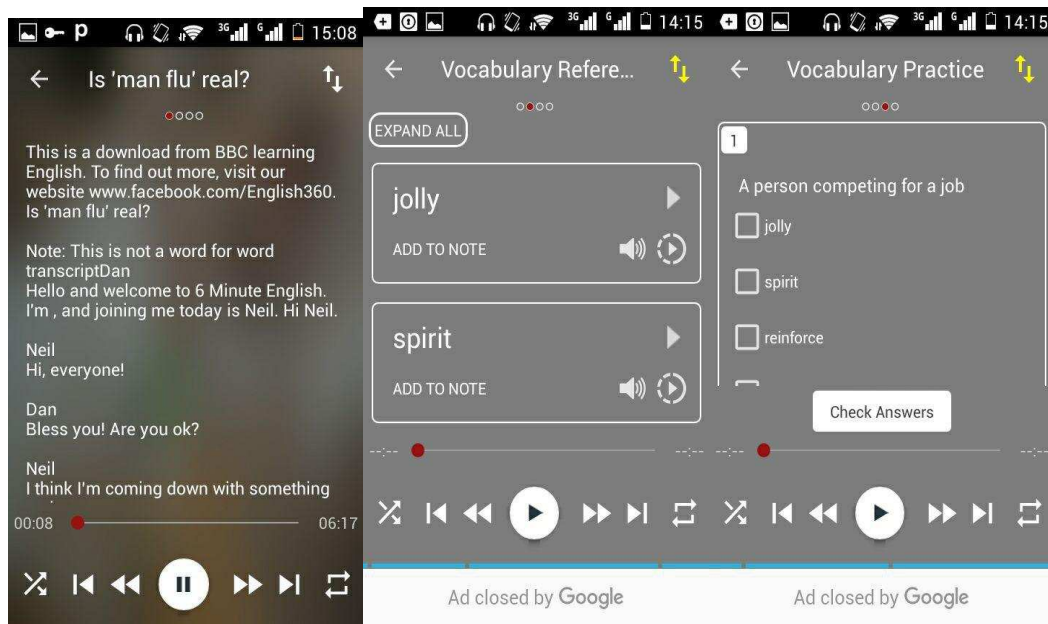 3G G 15:08
Is 'man flu' real?
This is a download from BBC learning
English. To find out more, visit our
website www.facebook.com/English360.
Is 'man flu' real?
Note: This is not a word for word
transcriptDan
Hello and welcome to 6 Minute English.
I'm , and joining me today is Neil. Hi Neil.
Neil
Hi, everyone!
Dan
Bless you! Are you ok?
Neil
I think I'm coming down with something
00:08 06:17
3G G 14:15
Vocabulary Refere...
EXPAND ALL
jolly
ADD TO NOTE
spirit
ADD TO NOTE
--:-- --:--
Ad closed by Google
3G G 14:15
Vocabulary Practice
1
A person competing for a job
jolly
spirit
reinforce
Check Answers
--:-- --:--
Ad closed by Google